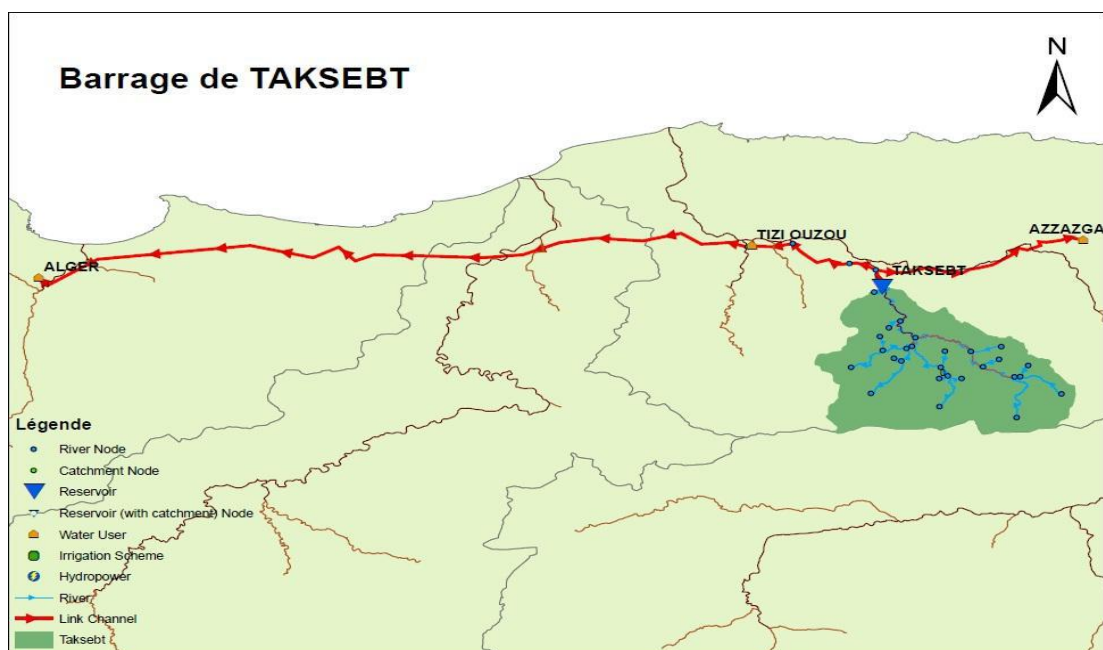 Barrage de TAKSEBT
N
TIZI OUZOU
AZZAZGA
ALGER
TAKSEBT
Légende
River Node
Catchment Node
Reservoir
Reservoir (with catchment) Node
Water User
Irrigation Scheme
Hydropower
River
Link Channel
Taksebt